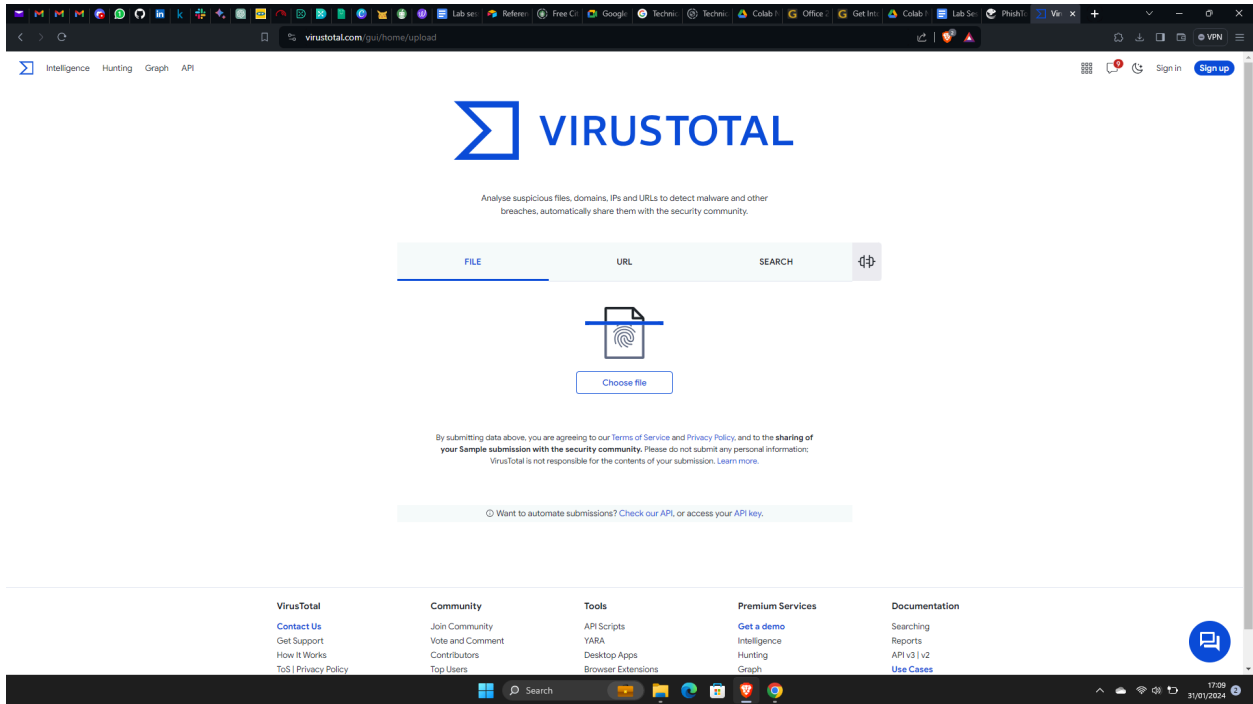 Lab ses
Referen
Free Cit
Google
Technic
Technic
Colab N
Office 2
Get Into
Colab N
Lab Ses
PhishT
Vir
virustotal.com/gui/home/upload
VPN
Intelligence Hunting Graph API
Sign in Sign up
VIRUSTOTAL
Analyse suspicious files, domains, IPs and URLs to detect malware and other
breaches, automatically share them with the security community.
FILE URL SEARCH
Choose file
By submitting data above, you are agreeing to our Terms of Service and Privacy Policy, and to the sharing of
your Sample submission with the security community. Please do not submit any personal information;
VirusTotal is not responsible for the contents of your submission. Learn more.
Want to automate submissions? Check our API, or access your API key.
VirusTotal Community Tools Premium Services Documentation
Contact Us Join Community API Scripts Get a demo Searching
Get Support Vote and Comment YARA Intelligence Reports
How It Works Contributors Desktop Apps Hunting API v3 | v2
ToS | Privacy Policy Top Users Browser Extensions Graph Use Cases
Search
17:09
31/01/2024
2